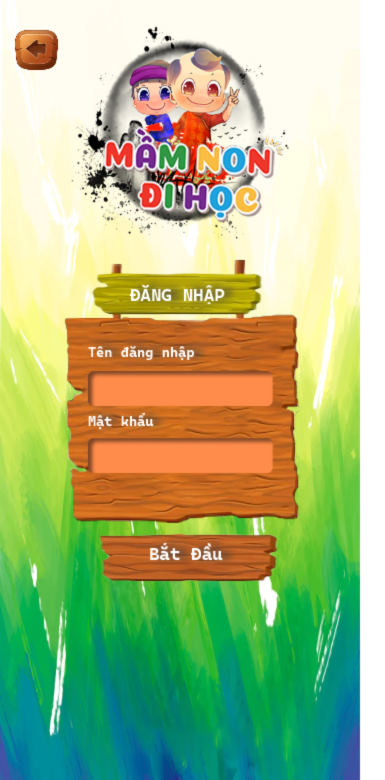 MẦM NON
ĐI HỌC
ĐĂNG NHẬP
Tên đăng nhập
Mật khẩu
Bắt Đầu